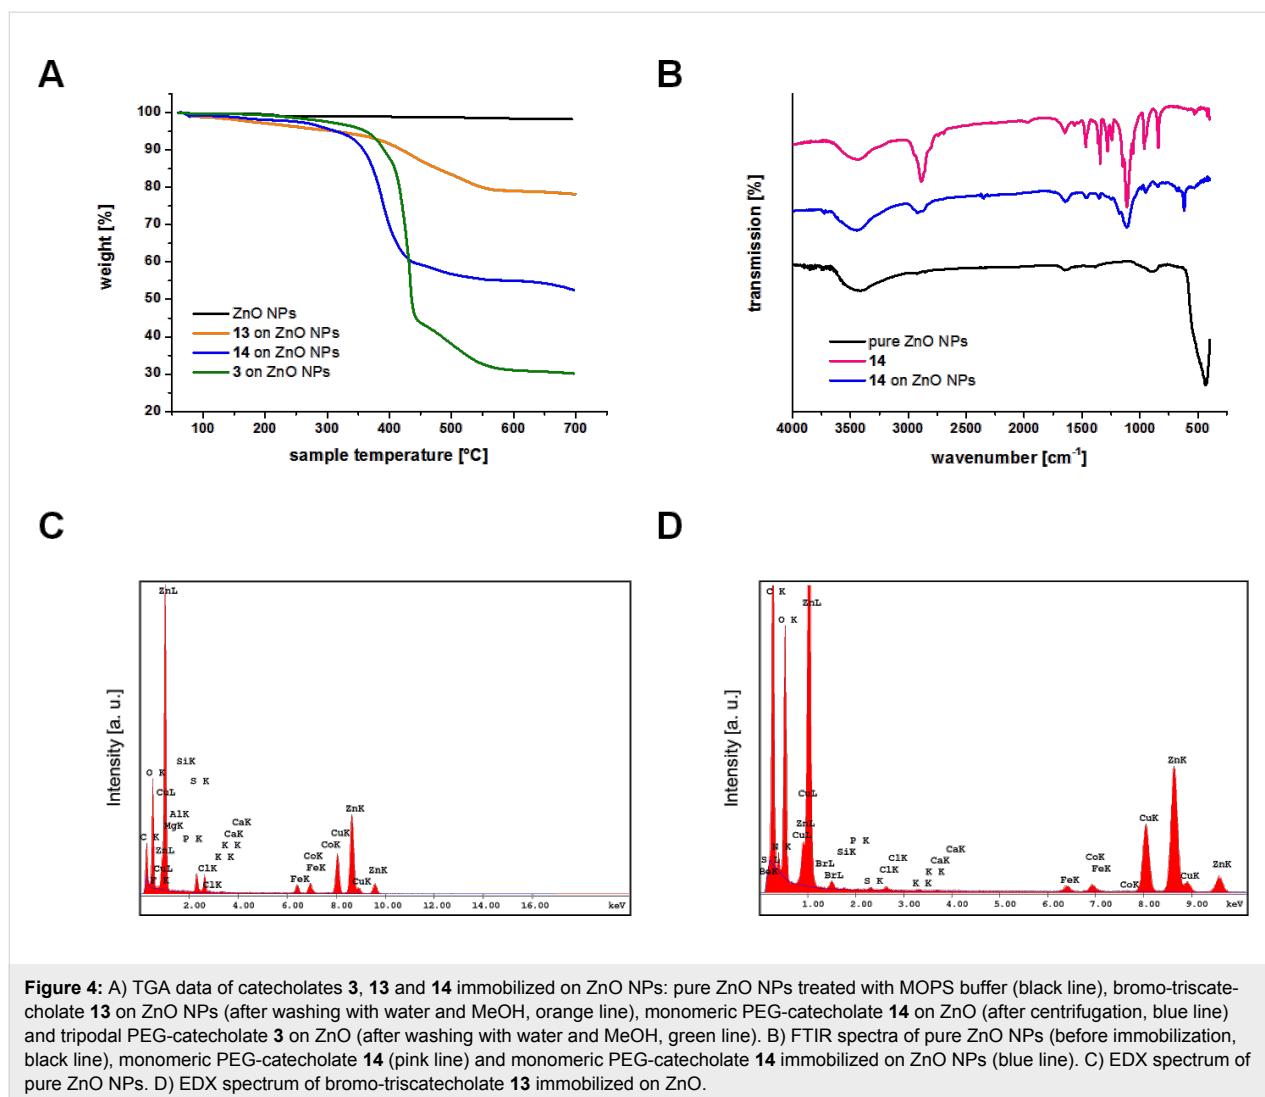 A
B
100
90
80
70
60
50
40
30
20
weight [%]
ZnO NPs
13 on ZnO NPs
14 on ZnO NPs
3 on ZnO NPs
100 200 300 400 500 600 700
sample temperature [°C]
transmission [%]
pure ZnO NPs
14
14 on ZnO NPs
4000 3500 3000 2500 2000 1500 1000 500
wavenumber [cm-1]
C
D
Intensity [a. u.]
ZnL
SiK
O K
S K
CuL
AlK
CaK
MgK
CaK
C K
P K
K K
ZnL
K K
CuL
ClK
F K
ClK
CoK
FeK
FeK
CuK
CoK
ZnK
CuK
ZnK
2.00 4.00 6.00 8.00 10.00 12.00 14.00 16.00 keV
Intensity [a. u.]
C K
ZnL
O K
CuL
ZnL
CuL
P K
N K
SiK
CaK
ClK
BrL
CaK
BrL
ClK
K K
S K
K K
CoK
FeK
FeK
CoK
CuK
ZnK
CuK
ZnK
1.00 2.00 3.00 4.00 5.00 6.00 7.00 8.00 9.00 keV
Figure 4: A) TGA data of catecholates 3, 13 and 14 immobilized on ZnO NPs: pure ZnO NPs treated with MOPS buffer (black line), bromo-triscate-
cholate 13 on ZnO NPs (after washing with water and MeOH, orange line), monomeric PEG-catecholate 14 on ZnO (after centrifugation, blue line)
and tripodal PEG-catecholate 3 on ZnO (after washing with water and MeOH, green line). B) FTIR spectra of pure ZnO NPs (before immobilization,
black line), monomeric PEG-catecholate 14 (pink line) and monomeric PEG-catecholate 14 immobilized on ZnO NPs (blue line). C) EDX spectrum of
pure ZnO NPs. D) EDX spectrum of bromo-triscatecholate 13 immobilized on ZnO.